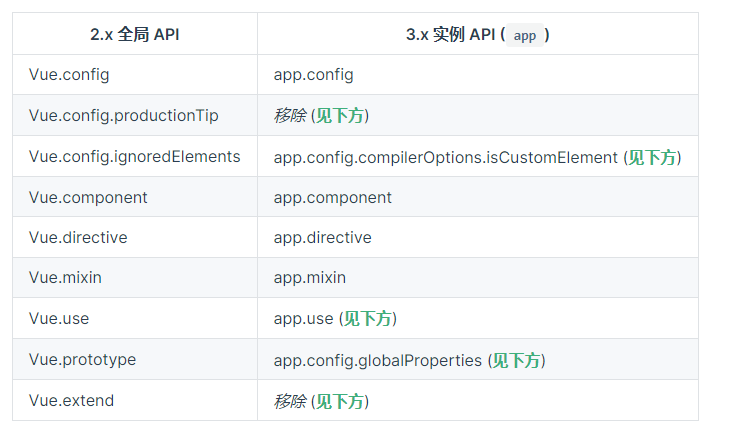 2.x 全局 API 3.x 实例 API (app)
Vue.config app.config
Vue.config.productionTip 移除 (见下方)
Vue.config.ignoredElements app.config.compilerOptions.isCustomElement (见下方)
Vue.component app.component
Vue.directive app.directive
Vue.mixin app.mixin
Vue.use app.use (见下方)
Vue.prototype app.config.globalProperties (见下方)
Vue.extend 移除 (见下方)